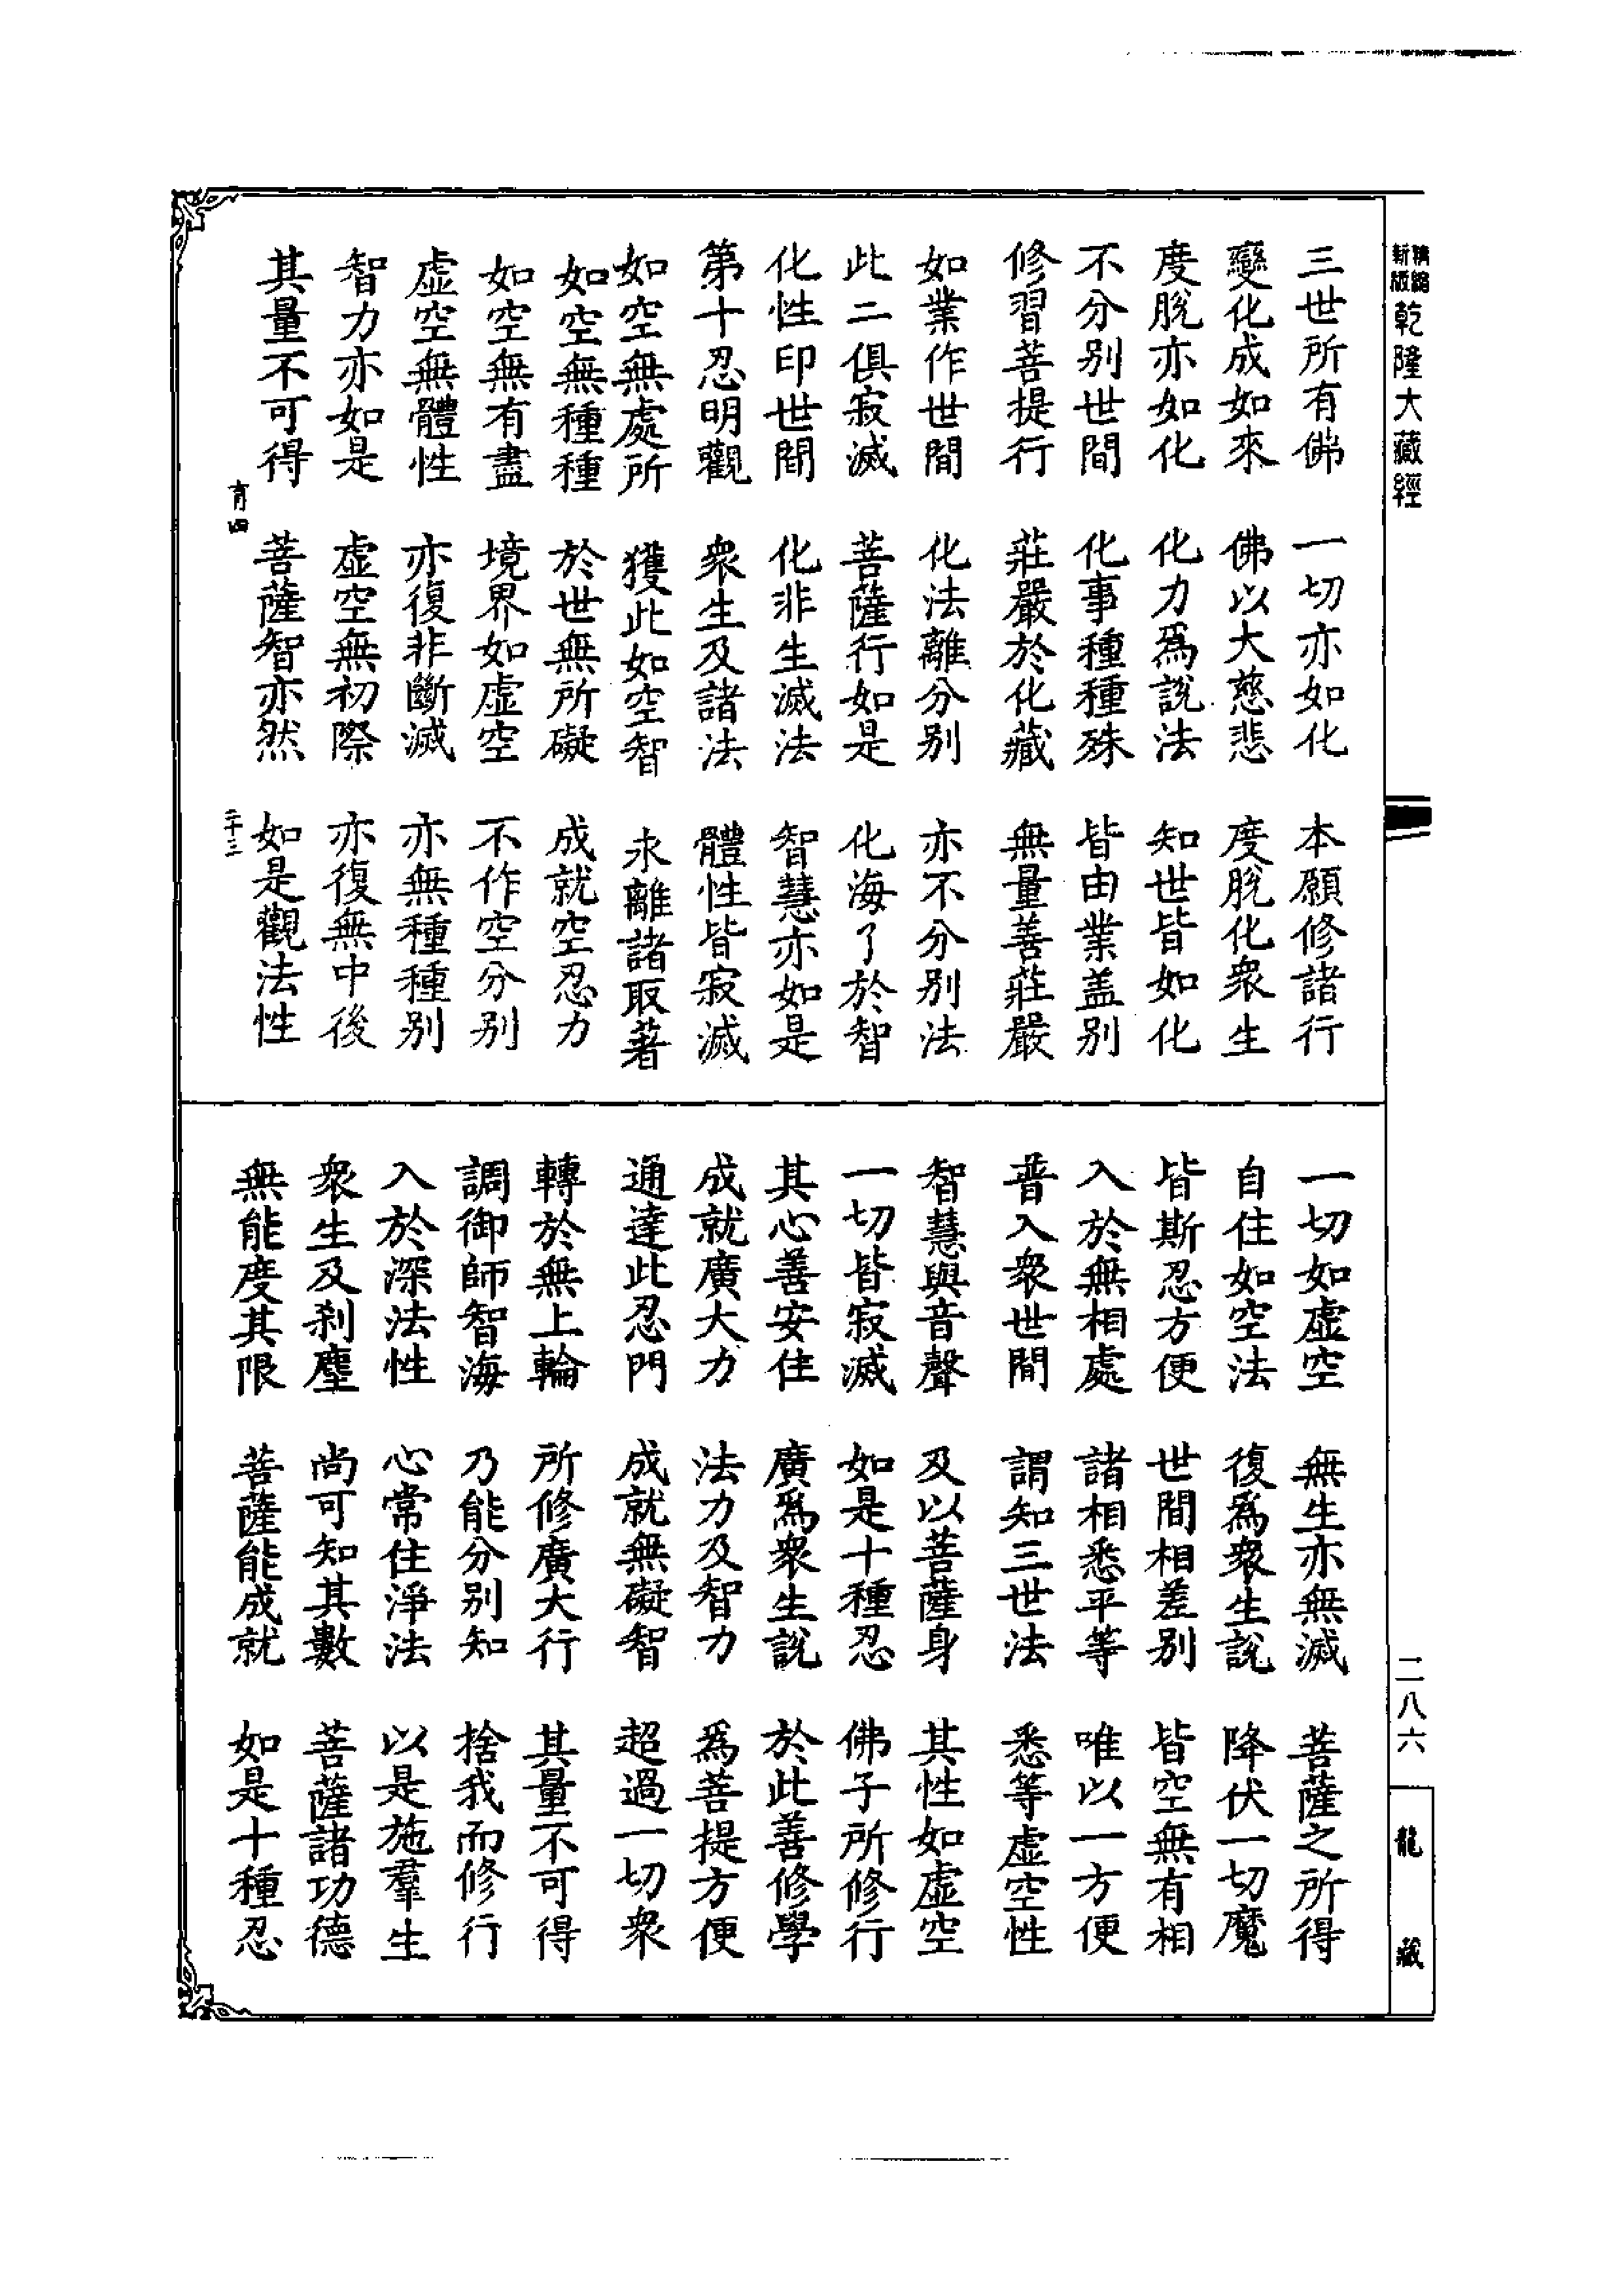 精縮新版乾隆大藏經
三世所有佛　一切亦如化　本願修諸行
變化成如來　佛以大慈悲　度脫化衆生
度脫亦如化　化力爲說法　知世皆如化
不分別世間　化事種種殊　皆由業差別
修習菩提行　莊嚴於化藏　無量善莊嚴
如業作世間　化法離分別　亦不分別法
此二俱寂滅　菩薩行如是　化海了於智
化性印世間　化非生滅法　智慧亦如是
第十忍明觀　衆生及諸法　體性皆寂滅
如空無處所　獲此如空智　永離諸取著
如空無種種　於世無所礙　成就空忍力
如空無有盡　境界如虛空　不作空分別
虛空無體性　亦復非斷滅　亦無種種別
智力亦如是　虛空無初際　亦復無中後
其量不可得　菩薩智亦然　如是觀法性
育四　二十三
一切如虛空　無生亦無滅　菩薩之所得
自住如空法　復爲衆生說　降伏一切魔
皆斯忍方便　世間相差別　皆空無有相
入於無相處　諸相悉平等　唯以一方便
普入衆世間　謂知三世法　悉等虛空性
智慧與音聲　及以菩薩身　其性如虛空
一切皆寂滅　如是十種忍　佛子所修行
其心善安住　廣爲衆生說　於此善修學
成就廣大力　法力及智力　爲菩提方便
通達此忍門　成就無礙智　超過一切衆
轉於無上輪　所修廣大行　其量不可得
調御師智海　乃能分別知　捨我而修行
入於深法性　心常住淨法　以是施羣生
衆生及刹塵　尚可知其數　菩薩諸功德
無能度其限　菩薩能成就　如是十種忍
二八六
龍藏